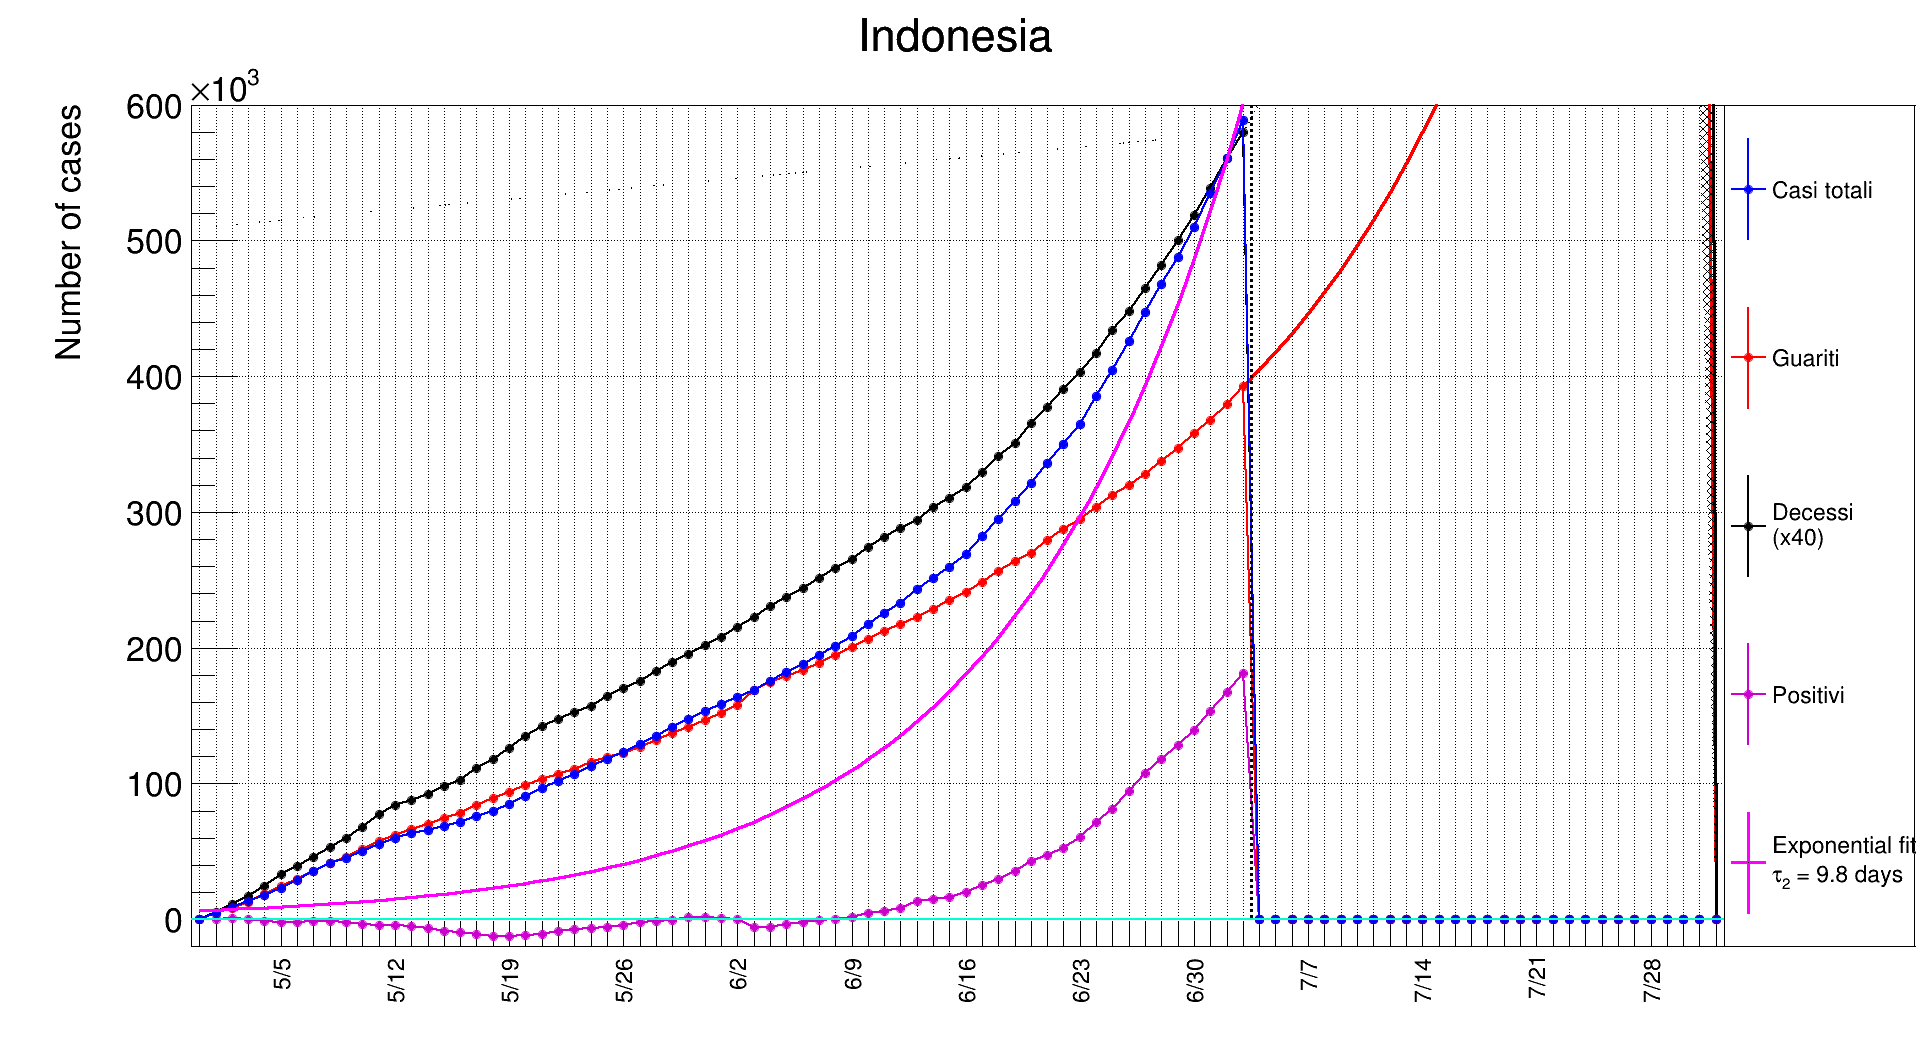 Indonesia
×10³
Number of cases
600
500
400
300
200
100
0
5/5
5/12
5/19
5/26
6/2
6/9
6/16
6/23
6/30
7/7
7/14
7/21
7/28
Casi totali
Guariti
Decessi
(x40)
Positivi
Exponential fit
τ₂ = 9.8 days